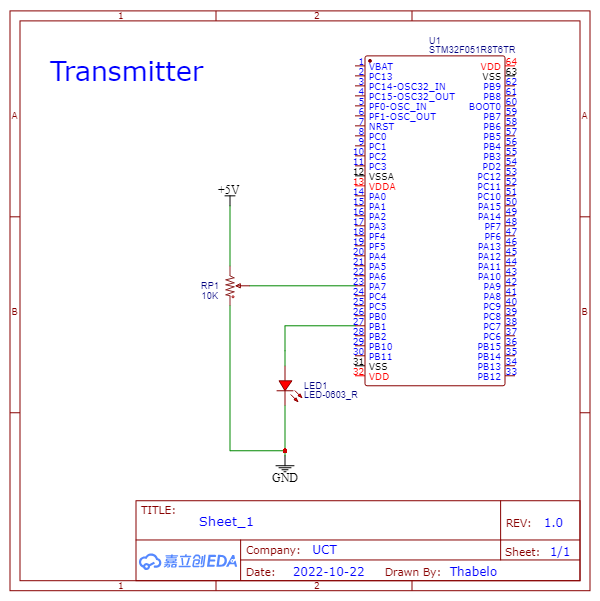 1 2
A A
B B
Transmitter
U1
STM32F051R8T6TR
1 VBAT VDD 64
2 PC13 VSS 63
3 PC14-OSC32_IN PB9 62
4 PC15-OSC32_OUT PB8 61
5 PF0-OSC_IN BOOT0 60
6 PF1-OSC_OUT PB7 59
7 NRST PB6 58
8 PC0 PB5 57
9 PC1 PB4 56
10 PC2 PB3 55
11 PC3 PD2 54
12 VSSA PC12 53
13 VDDA PC11 52
14 PA0 PC10 51
15 PA1 PA15 50
16 PA2 PA14 49
17 PA3 PF7 48
18 PF4 PF6 47
19 PF5 PA13 46
20 PA4 PA12 45
21 PA5 PA11 44
22 PA6 PA10 43
23 PA7 PA9 42
24 PC4 PA8 41
25 PC5 PC9 40
26 PB0 PC8 39
27 PB1 PC7 38
28 PB2 PC6 37
29 PB10 PB15 36
30 PB11 PB14 35
31 VSS PB13 34
32 VDD PB12 33
+5V
RP1
10K
LED1
LED-0603_R
GND
TITLE:
Sheet_1
REV: 1.0
嘉立创EDA
Company: UCT
Sheet: 1/1
Date: 2022-10-22 Drawn By: Thabelo
1 2